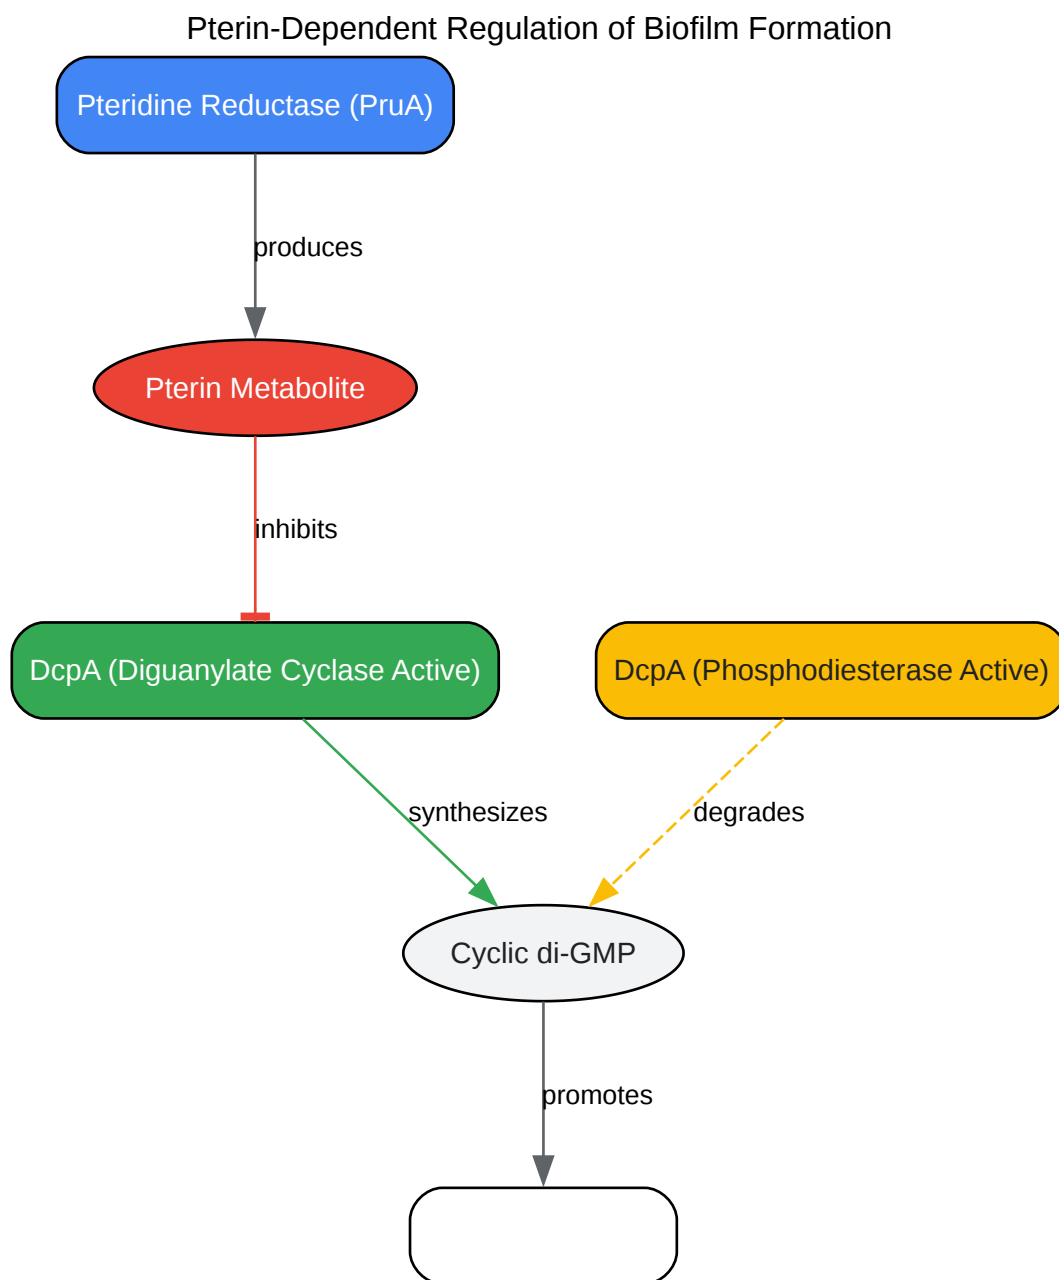 Pterin-Dependent Regulation of Biofilm Formation
Pteridine Reductase (PruA)
produces
Pterin Metabolite
inhibits
DcpA (Diguanylate Cyclase Active)
DcpA (Phosphodiesterase Active)
synthesizes
degrades
Cyclic di-GMP
promotes